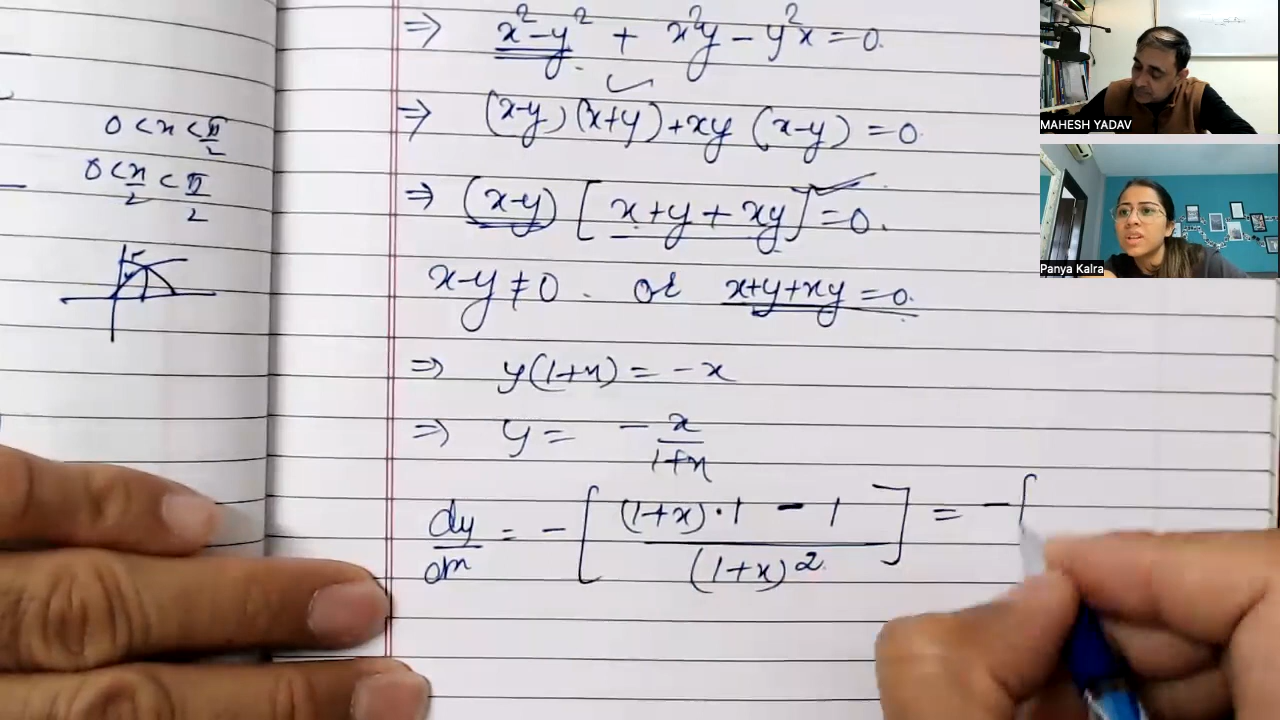 ⇒ x² - y² + x²y - y²x = 0.
⇒ (x-y)(x+y) + xy (x-y) = 0.
⇒ (x-y) [x+y+xy] = 0.
x-y ≠ 0. or x+y+xy = 0.
⇒ y(1+x) = -x
⇒ y = - x/(1+x)
dy/dx = - [ ((1+x)·1 - 1) / (1+x)² ] = - [
0 < x < π/2
0 < x/2 < π/2
MAHESH YADAV
Panya Kalra